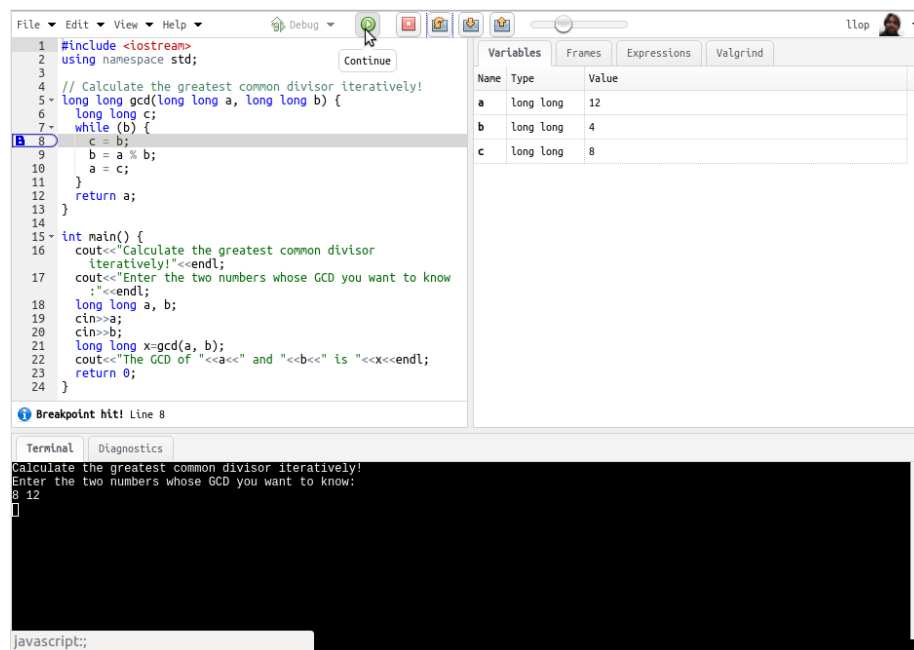 File Edit View Help Debug llop
Continue
1 #include <iostream>
2 using namespace std;
3
4 // Calculate the greatest common divisor iteratively!
5 long long gcd(long long a, long long b) {
6 long long c;
7 while (b) {
B 8 c = b;
9 b = a % b;
10 a = c;
11 }
12 return a;
13 }
14
15 int main() {
16 cout<<"Calculate the greatest common divisor
iteratively!"<<endl;
17 cout<<"Enter the two numbers whose GCD you want to know
:"<<endl;
18 long long a, b;
19 cin>>a;
20 cin>>b;
21 long long x=gcd(a, b);
22 cout<<"The GCD of "<<a<<" and "<<b<<" is "<<x<<endl;
23 return 0;
24 }
Breakpoint hit! Line 8
Variables Frames Expressions Valgrind
Name Type Value
a long long 12
b long long 4
c long long 8
Terminal Diagnostics
Calculate the greatest common divisor iteratively!
Enter the two numbers whose GCD you want to know:
8 12
javascript:;